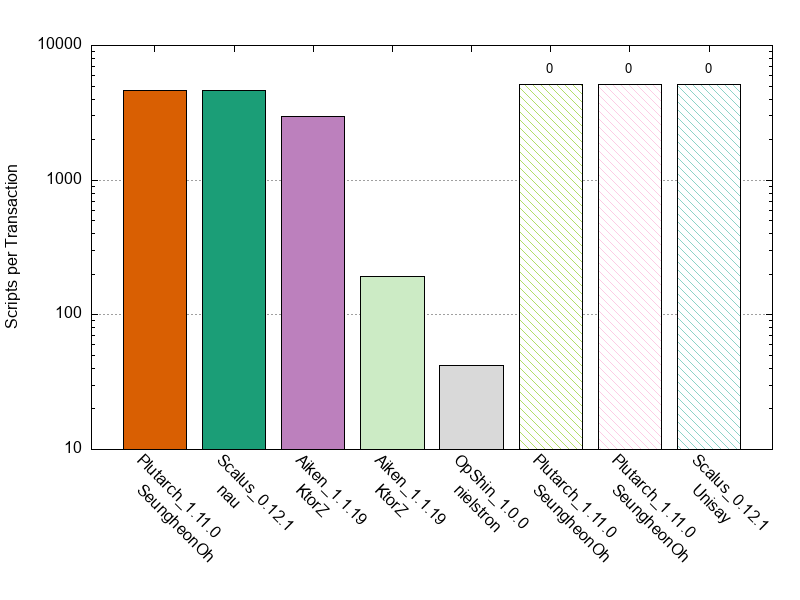 10000
0 0 0
1000
100
10
Scripts per Transaction
Plutarch_1.11.0
SeungheonOh
Scalus_0.12.1
nau
Aiken_1.1.19
KtorZ
Aiken_1.1.19
KtorZ
OpShin_1.0.0
nielstron
Plutarch_1.11.0
SeungheonOh
Plutarch_1.11.0
SeungheonOh
Scalus_0.12.1
Unisay